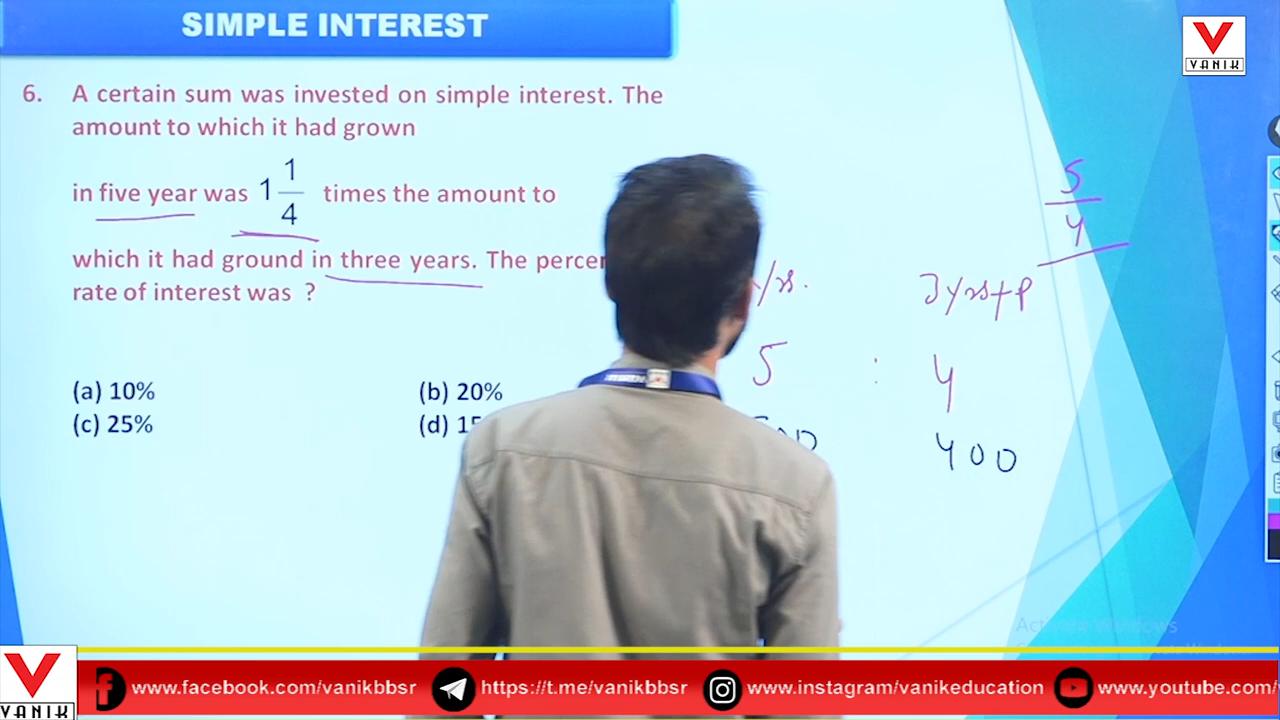 SIMPLE INTEREST
VANIK
6. A certain sum was invested on simple interest. The
amount to which it had grown
in five year was 1 1/4 times the amount to
which it had ground in three years. The
rate of interest was ?
(a) 10%
(b) 20%
(c) 25%
(d)
5
4
3yrs+P
5 : 4
400
www.facebook.com/vanikbbsr
https://t.me/vanikbbsr
www.instagram/vanikeducation
www.youtube.com/
VANIK